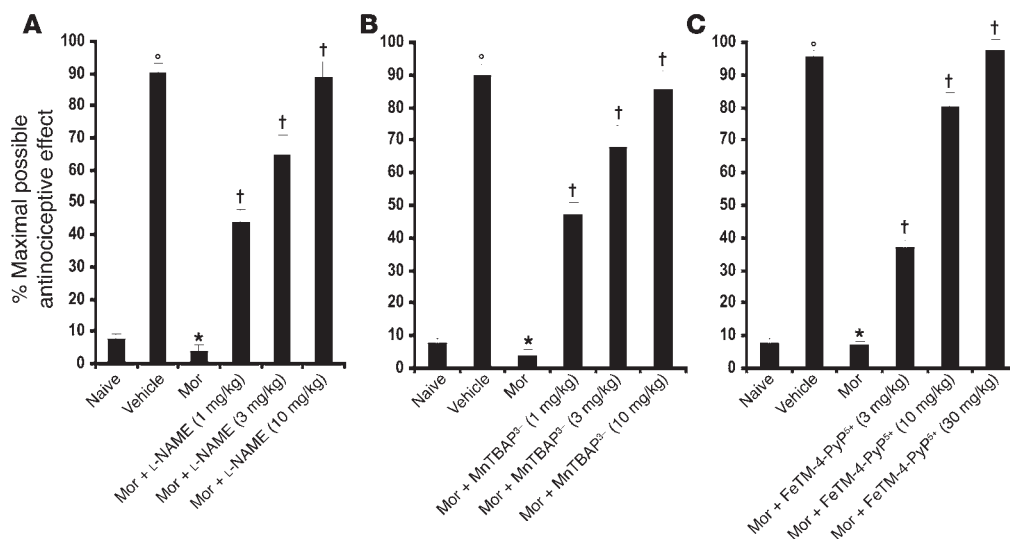 A
% Maximal possible
antinociceptive effect
100
90
80
70
60
50
40
30
20
10
0
°
*
†
†
†
Naive
Vehicle
Mor
Mor + L-NAME (1 mg/kg)
Mor + L-NAME (3 mg/kg)
Mor + L-NAME (10 mg/kg)
B
100
90
80
70
60
50
40
30
20
10
0
°
*
†
†
†
Naive
Vehicle
Mor
Mor + MnTBAP³⁻ (1 mg/kg)
Mor + MnTBAP³⁻ (3 mg/kg)
Mor + MnTBAP³⁻ (10 mg/kg)
C
100
90
80
70
60
50
40
30
20
10
0
°
*
†
†
†
Naive
Vehicle
Mor
Mor + FeTM-4-PyP⁵⁺ (3 mg/kg)
Mor + FeTM-4-PyP⁵⁺ (10 mg/kg)
Mor + FeTM-4-PyP⁵⁺ (30 mg/kg)